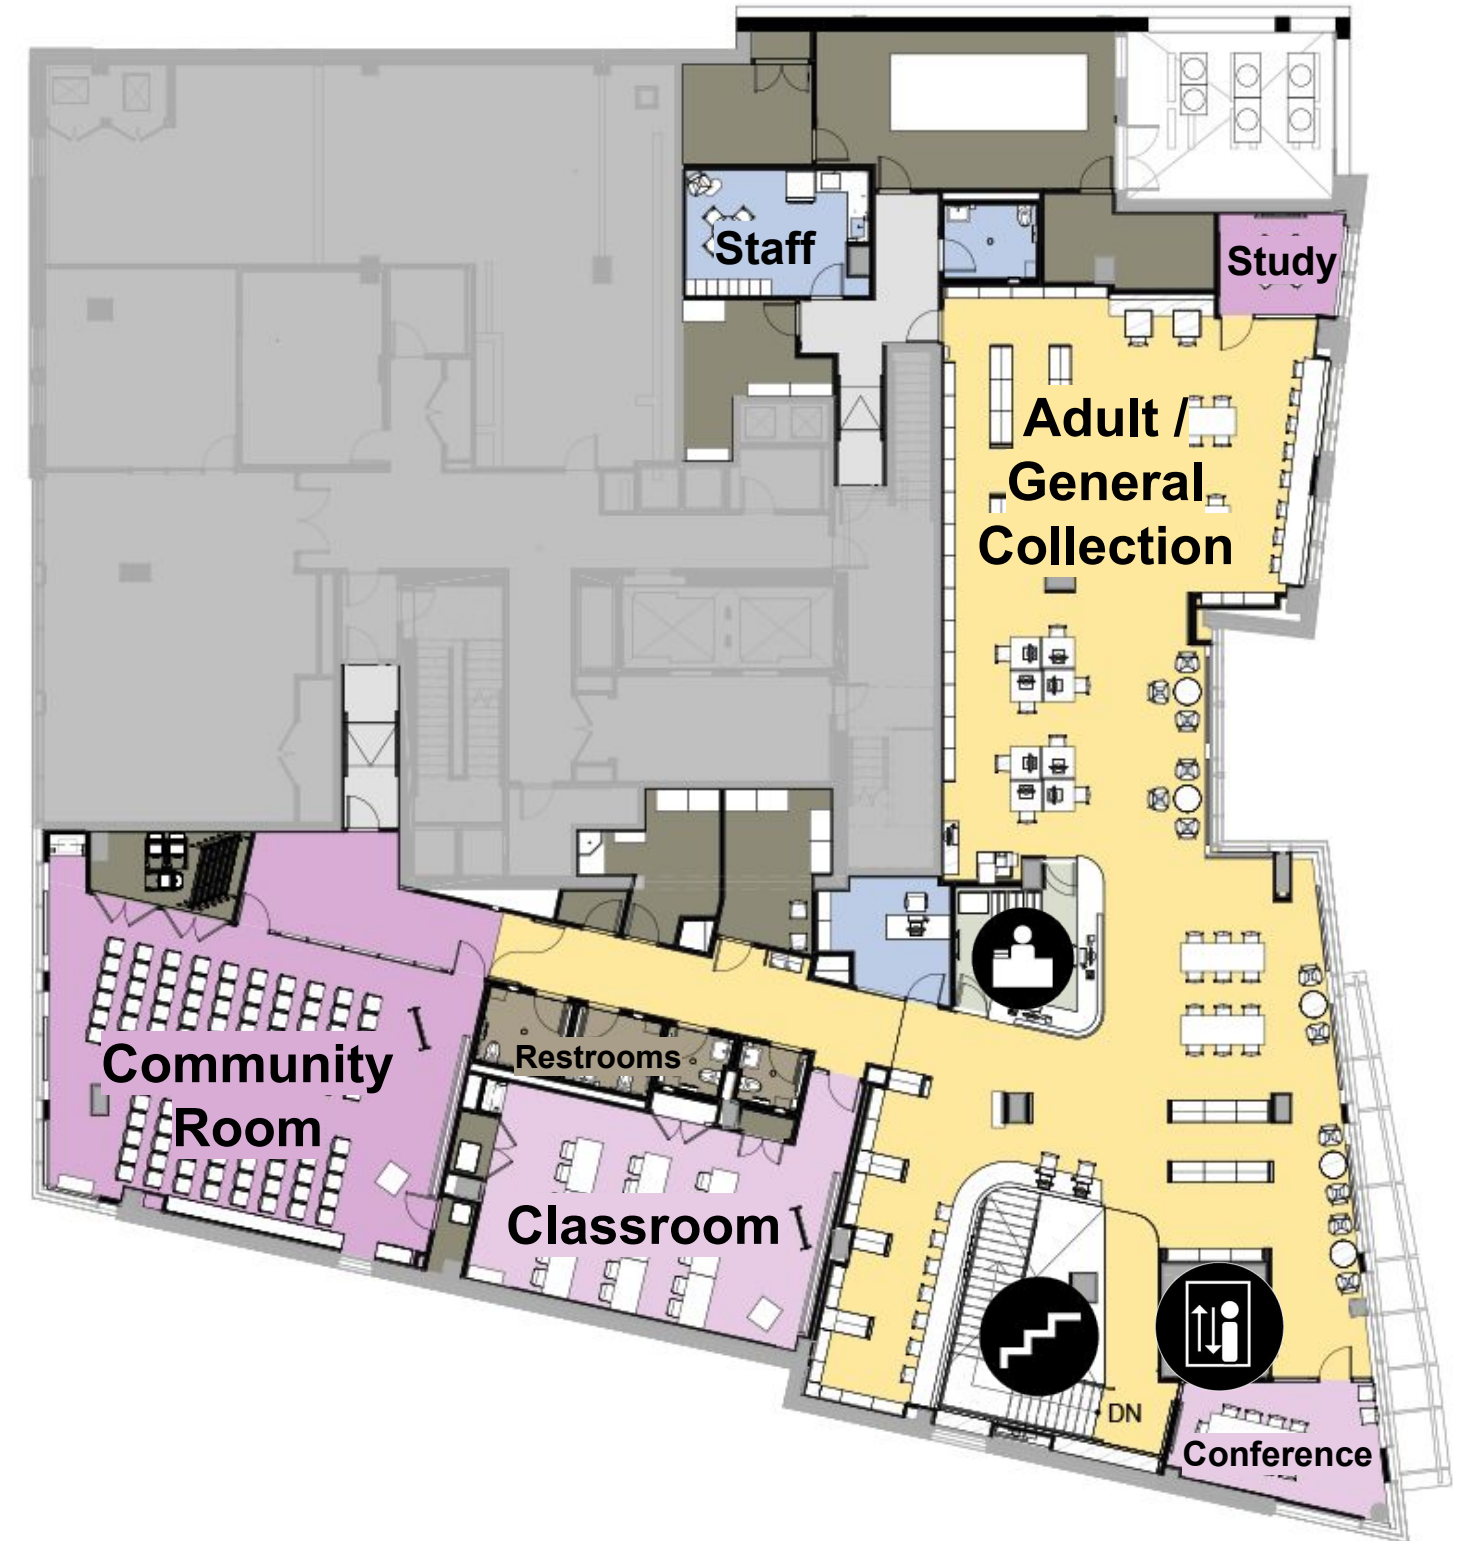 Staff
Study
Adult /
General
Collection
Community
Room
Restrooms
Classroom
DN
Conference